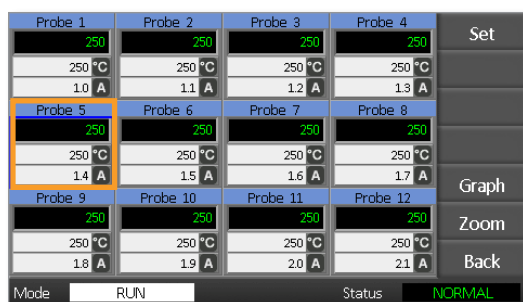 Probe 1 Probe 2 Probe 3 Probe 4 Set
250 250 250 250
250 °C 250 °C 250 °C 250 °C
1.0 A 1.1 A 1.2 A 1.3 A
Probe 5 Probe 6 Probe 7 Probe 8
250 250 250 250
250 °C 250 °C 250 °C 250 °C
1.4 A 1.5 A 1.6 A 1.7 A Graph
Probe 9 Probe 10 Probe 11 Probe 12
250 250 250 250 Zoom
250 °C 250 °C 250 °C 250 °C
1.8 A 1.9 A 2.0 A 2.1 A Back
Mode RUN Status NORMAL